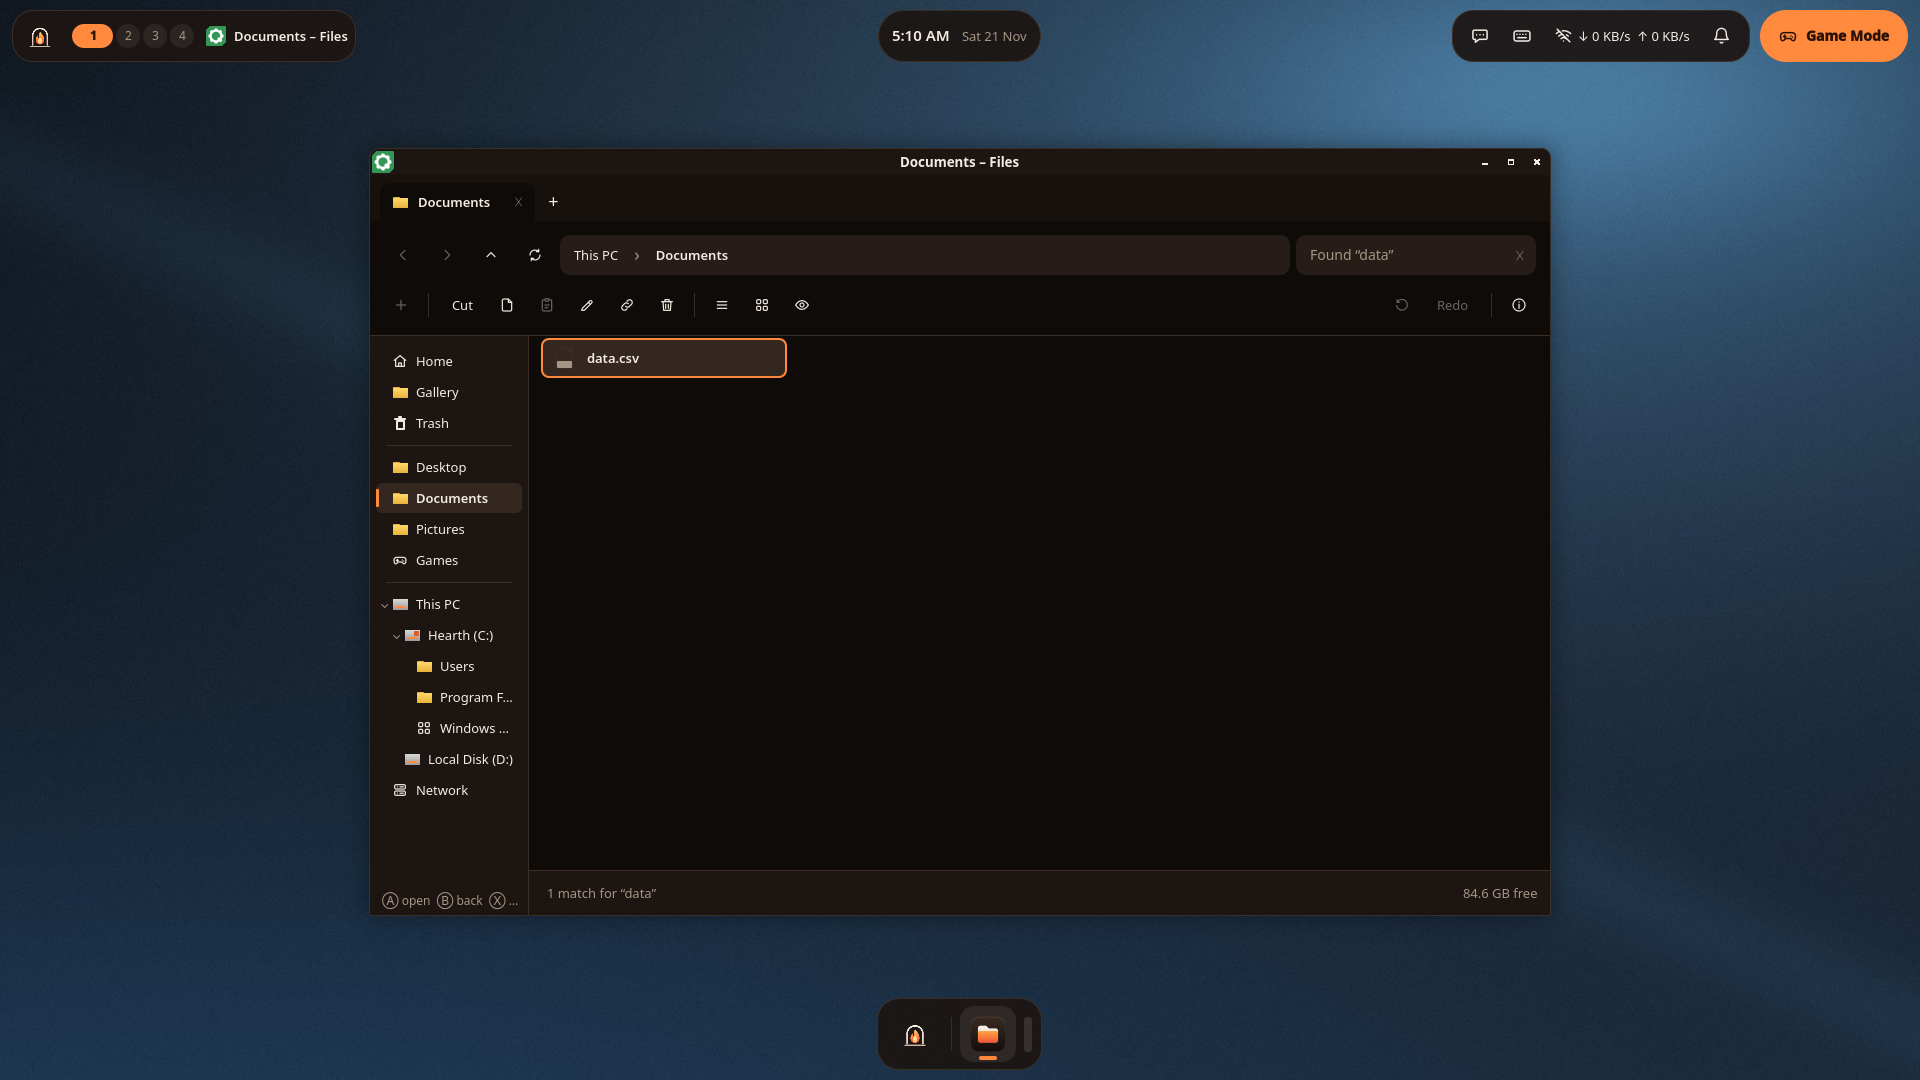 1 2 3 4 Documents – Files
5:10 AM Sat 21 Nov
↓ 0 KB/s ↑ 0 KB/s
Game Mode
Documents – Files
Documents X +
This PC › Documents
Found “data” X
Cut
Redo
Home
Gallery
Trash
Desktop
Documents
Pictures
Games
This PC
Hearth (C:)
Users
Program F...
Windows ...
Local Disk (D:)
Network
A open B back X ...
data.csv
1 match for “data”
84.6 GB free